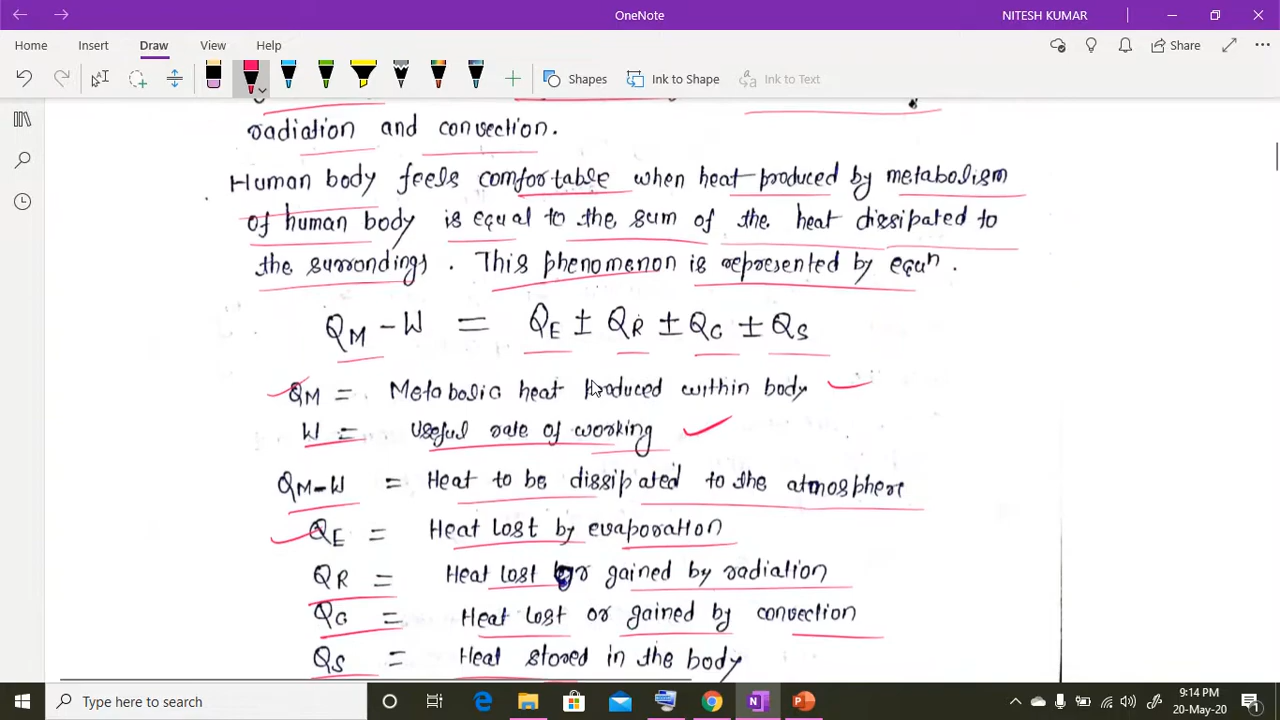 OneNote
NITESH KUMAR
Home Insert Draw View Help
Share
Shapes Ink to Shape Ink to Text
radiation and convection.
Human body feels comfortable when heat produced by metabolism
of human body is equal to the sum of the heat dissipated to
the surrondings. This phenomenon is represented by equn.
QM - W = QE ± QR ± QC ± QS
QM = Metabolic heat Produced within body
W = Useful rate of working
QM-W = Heat to be dissipated to the atmosphere
QE = Heat lost by evaporation
QR = Heat lost or gained by radiation
QC = Heat lost or gained by convection
QS = Heat stored in the body
Type here to search
9:14 PM
20-May-20